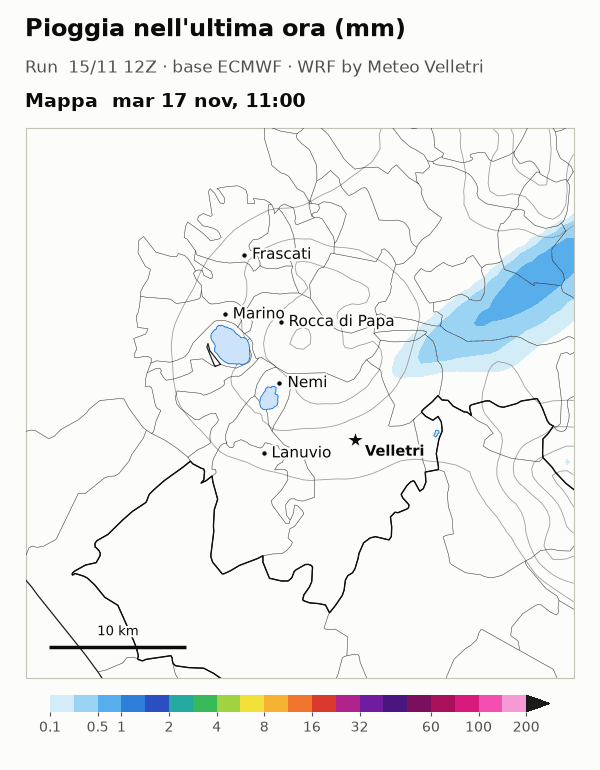 Pioggia nell'ultima ora (mm)
Run  15/11 12Z · base ECMWF · WRF by Meteo Velletri
Mappa  mar 17 nov, 11:00
Frascati
Marino
Rocca di Papa
Nemi
Velletri
Lanuvio
10 km
0.1 0.5 1 2 4 8 16 32 60 100 200